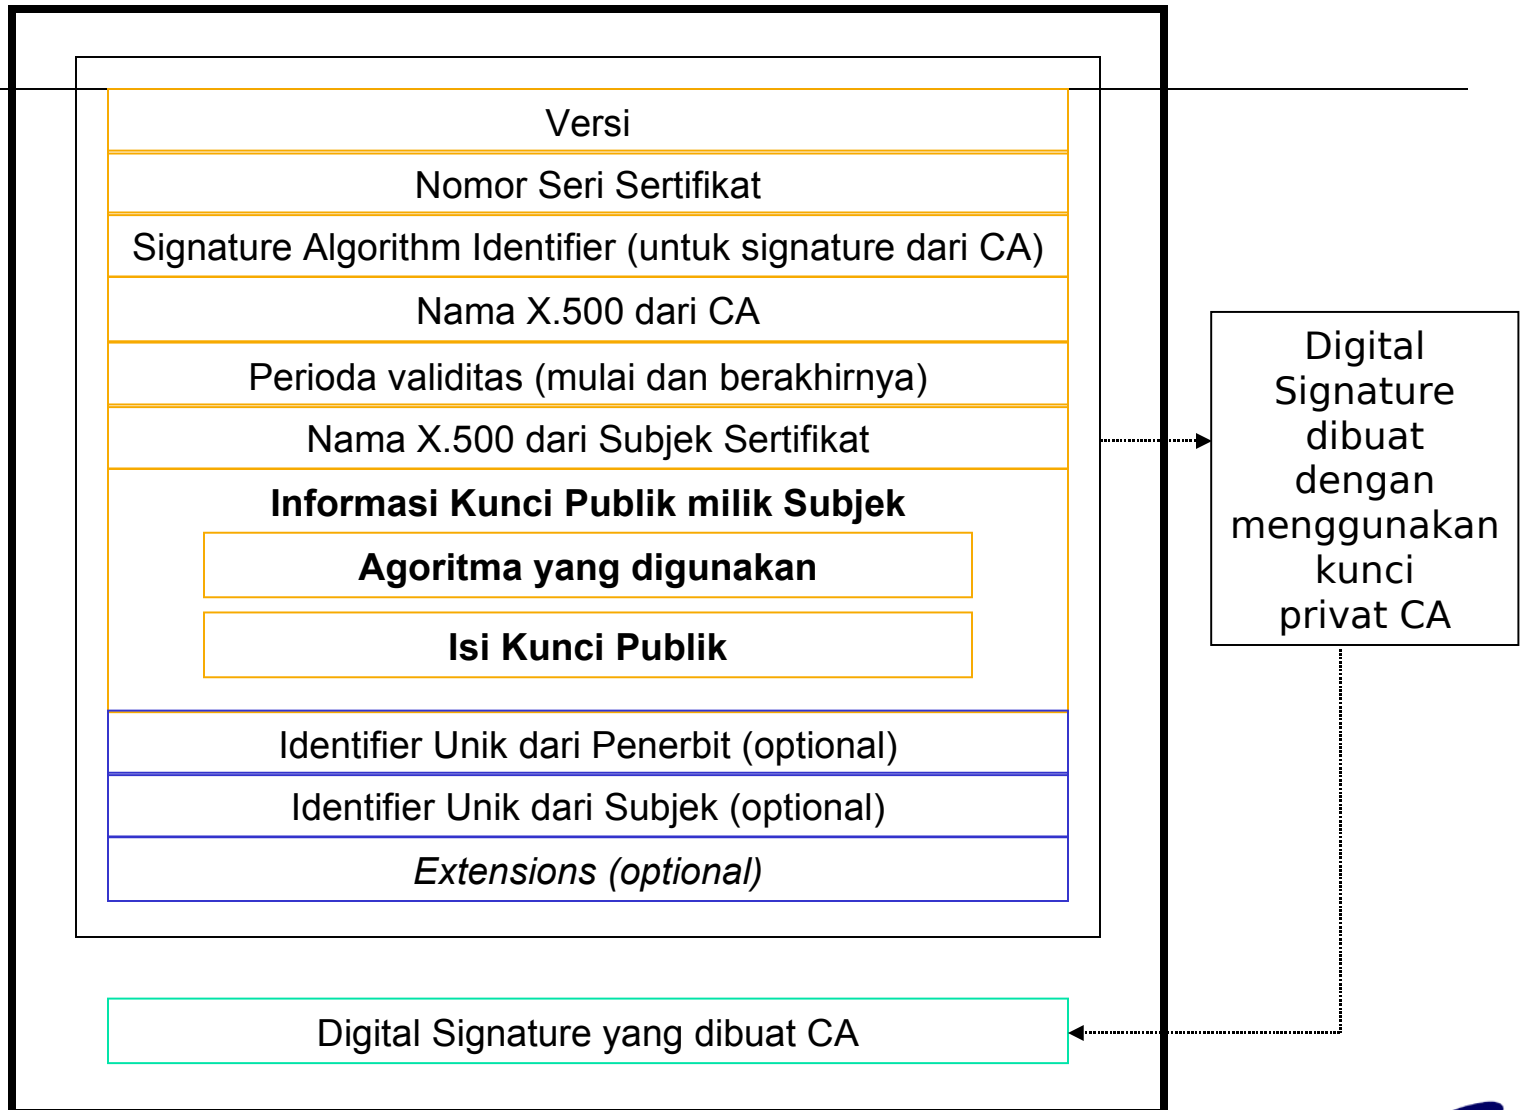 Versi
Nomor Seri Sertifikat
Signature Algorithm Identifier (untuk signature dari CA)
Nama X.500 dari CA
Perioda validitas (mulai dan berakhirnya)
Nama X.500 dari Subjek Sertifikat
Informasi Kunci Publik milik Subjek
Agoritma yang digunakan
Isi Kunci Publik
Identifier Unik dari Penerbit (optional)
Identifier Unik dari Subjek (optional)
Extensions (optional)
Digital Signature yang dibuat CA
Digital
Signature
dibuat
dengan
menggunakan
kunci
privat CA